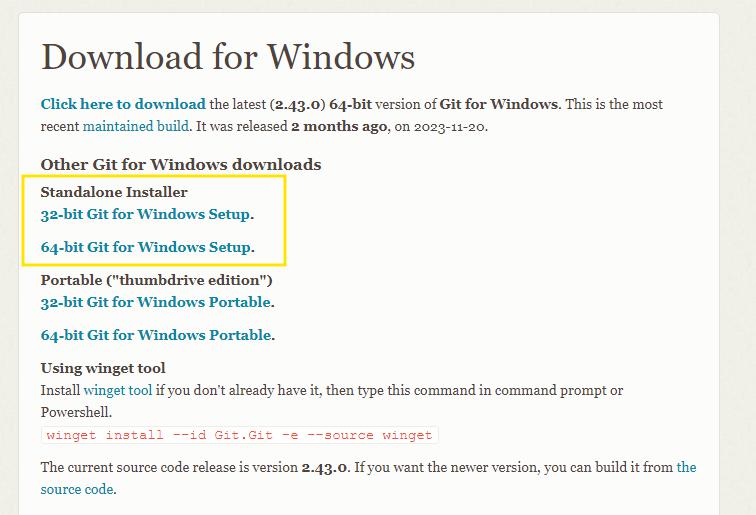 Download for Windows
Click here to download the latest (2.43.0) 64-bit version of Git for Windows. This is the most
recent maintained build. It was released 2 months ago, on 2023-11-20.
Other Git for Windows downloads
Standalone Installer
32-bit Git for Windows Setup.
64-bit Git for Windows Setup.
Portable ("thumbdrive edition")
32-bit Git for Windows Portable.
64-bit Git for Windows Portable.
Using winget tool
Install winget tool if you don't already have it, then type this command in command prompt or
Powershell.
winget install --id Git.Git -e --source winget
The current source code release is version 2.43.0. If you want the newer version, you can build it from the
source code.